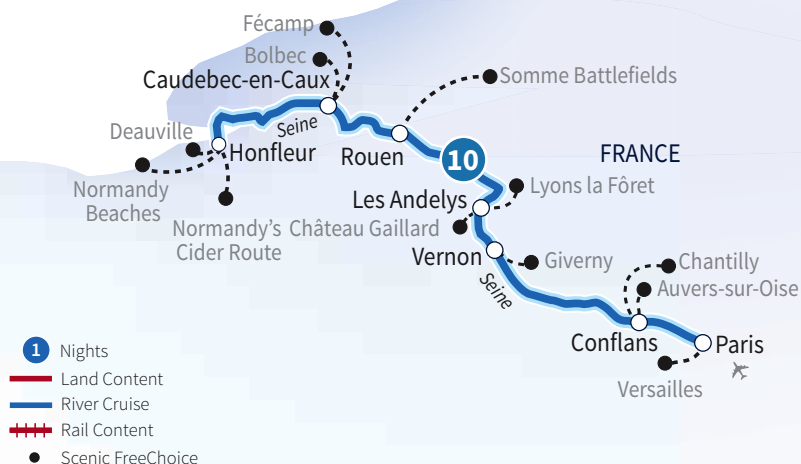 Fécamp
Bolbec
Caudebec-en-Caux
Somme Battlefields
Seine
Deauville
Honfleur
Rouen
10
FRANCE
Normandy
Beaches
Lyons la Fôret
Les Andelys
Normandy's
Cider Route
Château Gaillard
Vernon
Giverny
Chantilly
Seine
Auvers-sur-Oise
Conflans
Paris
Versailles
1 Nights
Land Content
River Cruise
Rail Content
Scenic FreeChoice